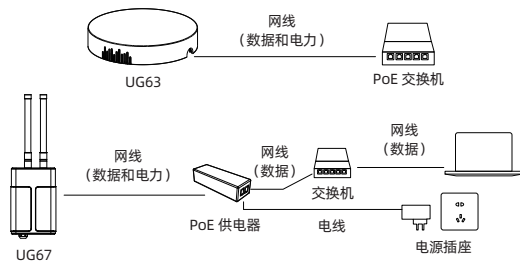 网线
（数据和电力）
UG63
PoE 交换机
网线
（数据和电力）
网线
（数据）
网线
（数据）
PoE 供电器
交换机
电线
电源插座
UG67